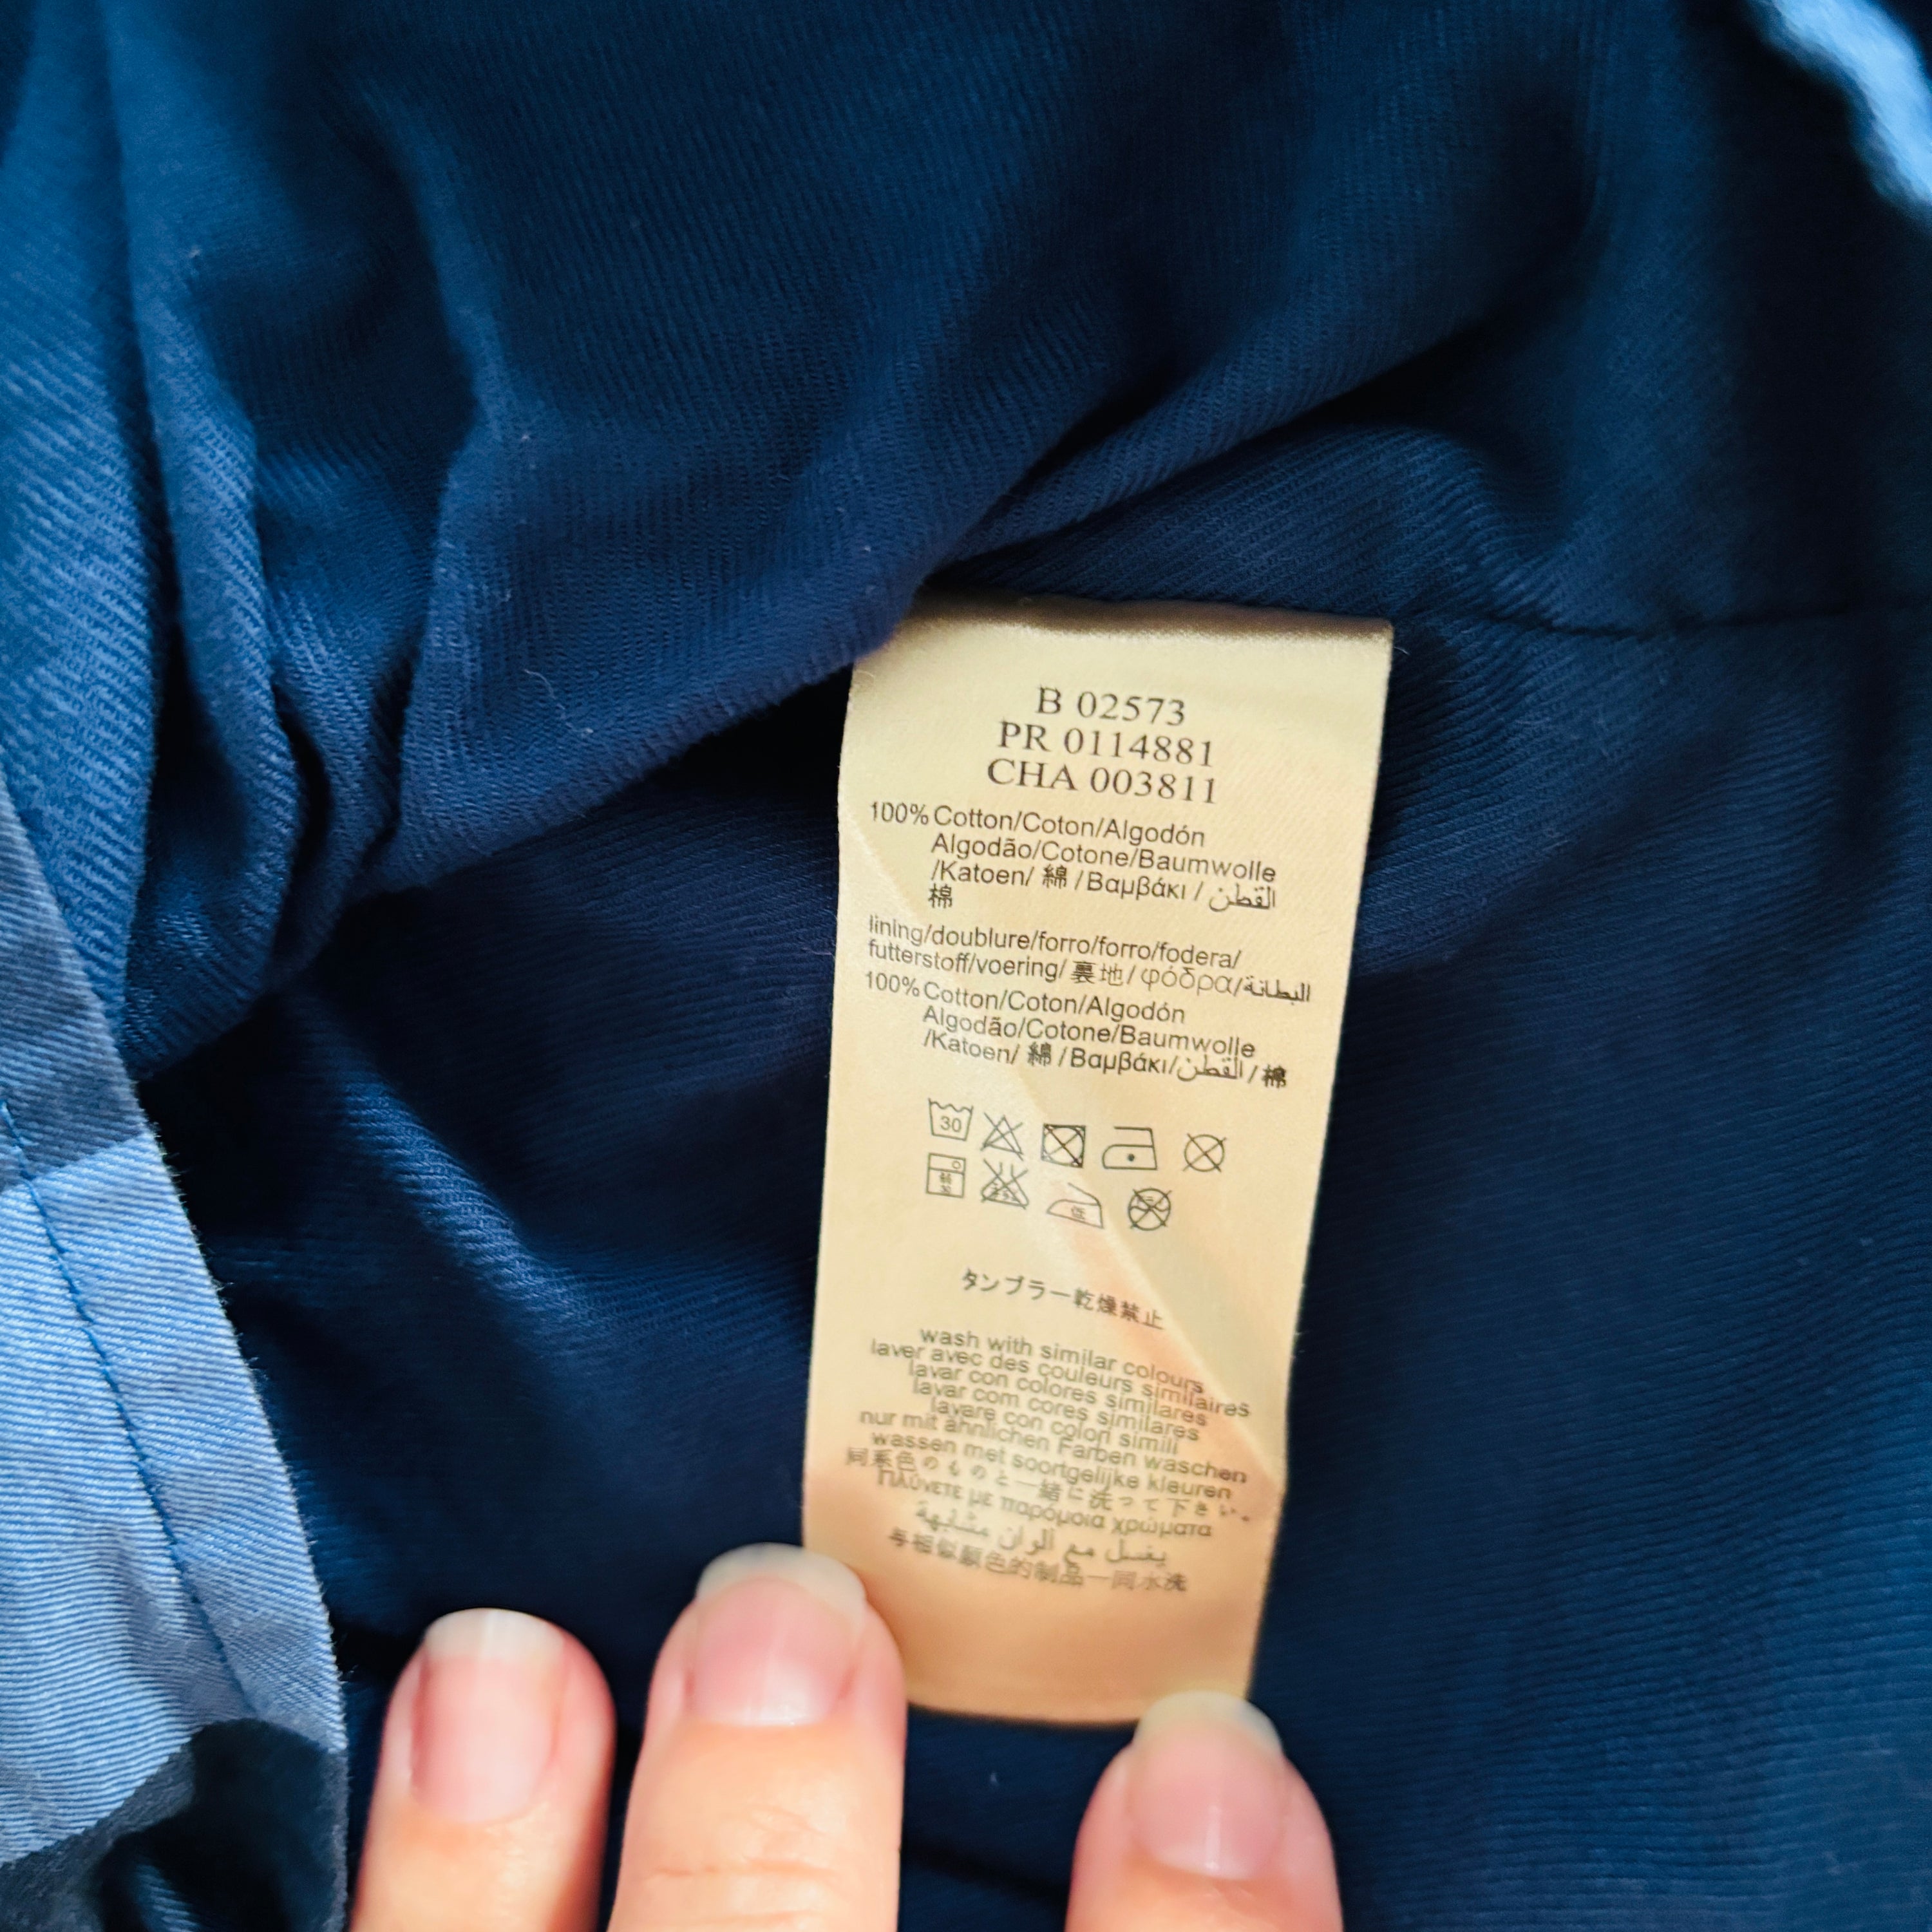 B 02573
PR 0114881
CHA 003811
100% Cotton/Coton/Algodón
Algodão/Cotone/Baumwolle
/Katoen/ 綿 /Βαμβάκι / القطن
棉
lining/doublure/forro/forro/fodera/
futterstoff/voering/ 裏地/ φόδρα/البطانة
100% Cotton/Coton/Algodón
Algodão/Cotone/Baumwolle
/Katoen/ 綿 /Βαμβάκι/القطن / 棉
30
低
タンブラー乾燥禁止
wash with similar colours
laver avec des couleurs similaires
lavar con colores similares
lavar com cores similares
lavare con colori simili
nur mit ähnlichen Farben waschen
wassen met soortgelijke kleuren
同系色のものと一緒に洗って下さい。
Πλύνετε με παρόμοια χρώματα
يغسل مع ألوان مشابهة
与相似颜色的制品一同水洗